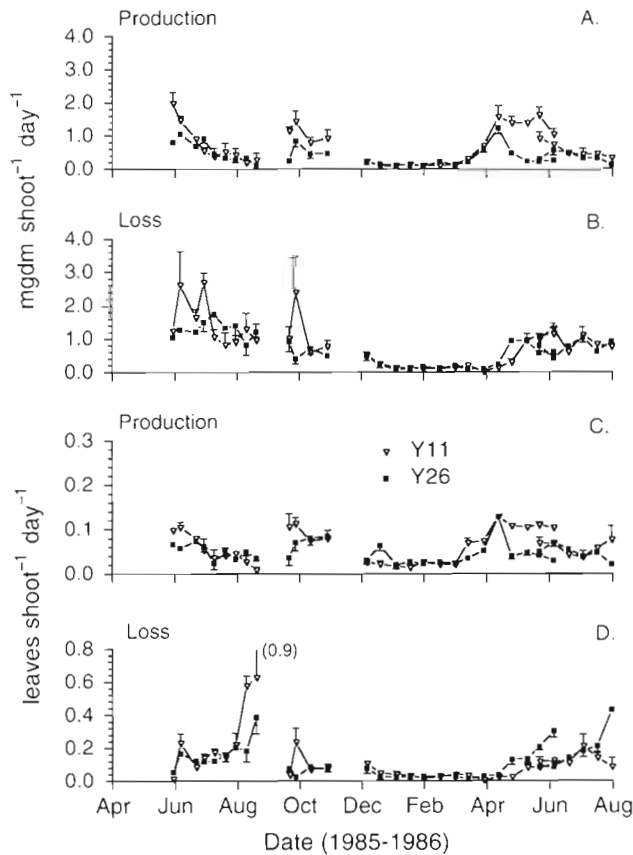 Production A.
4.0
3.0
2.0
1.0
0.0
Loss B.
4.0
3.0
2.0
1.0
0.0
mgdm shoot⁻¹ day⁻¹
Production C.
0.3
0.2
0.1
0.0
Y11
Y26
Loss D.
(0.9)
0.8
0.6
0.4
0.2
0.0
leaves shoot⁻¹ day⁻¹
Apr Jun Aug Oct Dec Feb Apr Jun Aug
Date (1985-1986)